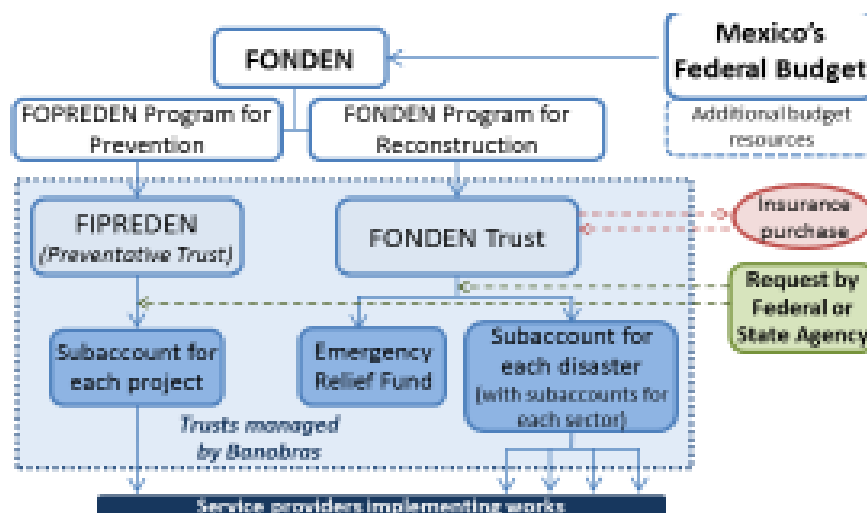 Mexico's
Federal Budget
FONDEN
Additional budget
resources
FOPREDEN Program for
Prevention
FONDEN Program for
Reconstruction
FIPREDEN
(Preventative Trust)
FONDEN Trust
Insurance
purchase
Request by
Federal or
State Agency
Subaccount for
each project
Emergency
Relief Fund
Subaccount for
each disaster
(with subaccounts for
each sector)
Trusts managed
by Banobras
Service providers implementing works